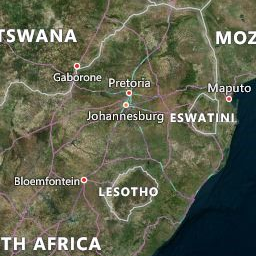 TSWANA
MOZ
Gaborone
Pretoria
Maputo
Johannesburg
ESWATINI
Bloemfontein
LESOTHO
TH AFRICA